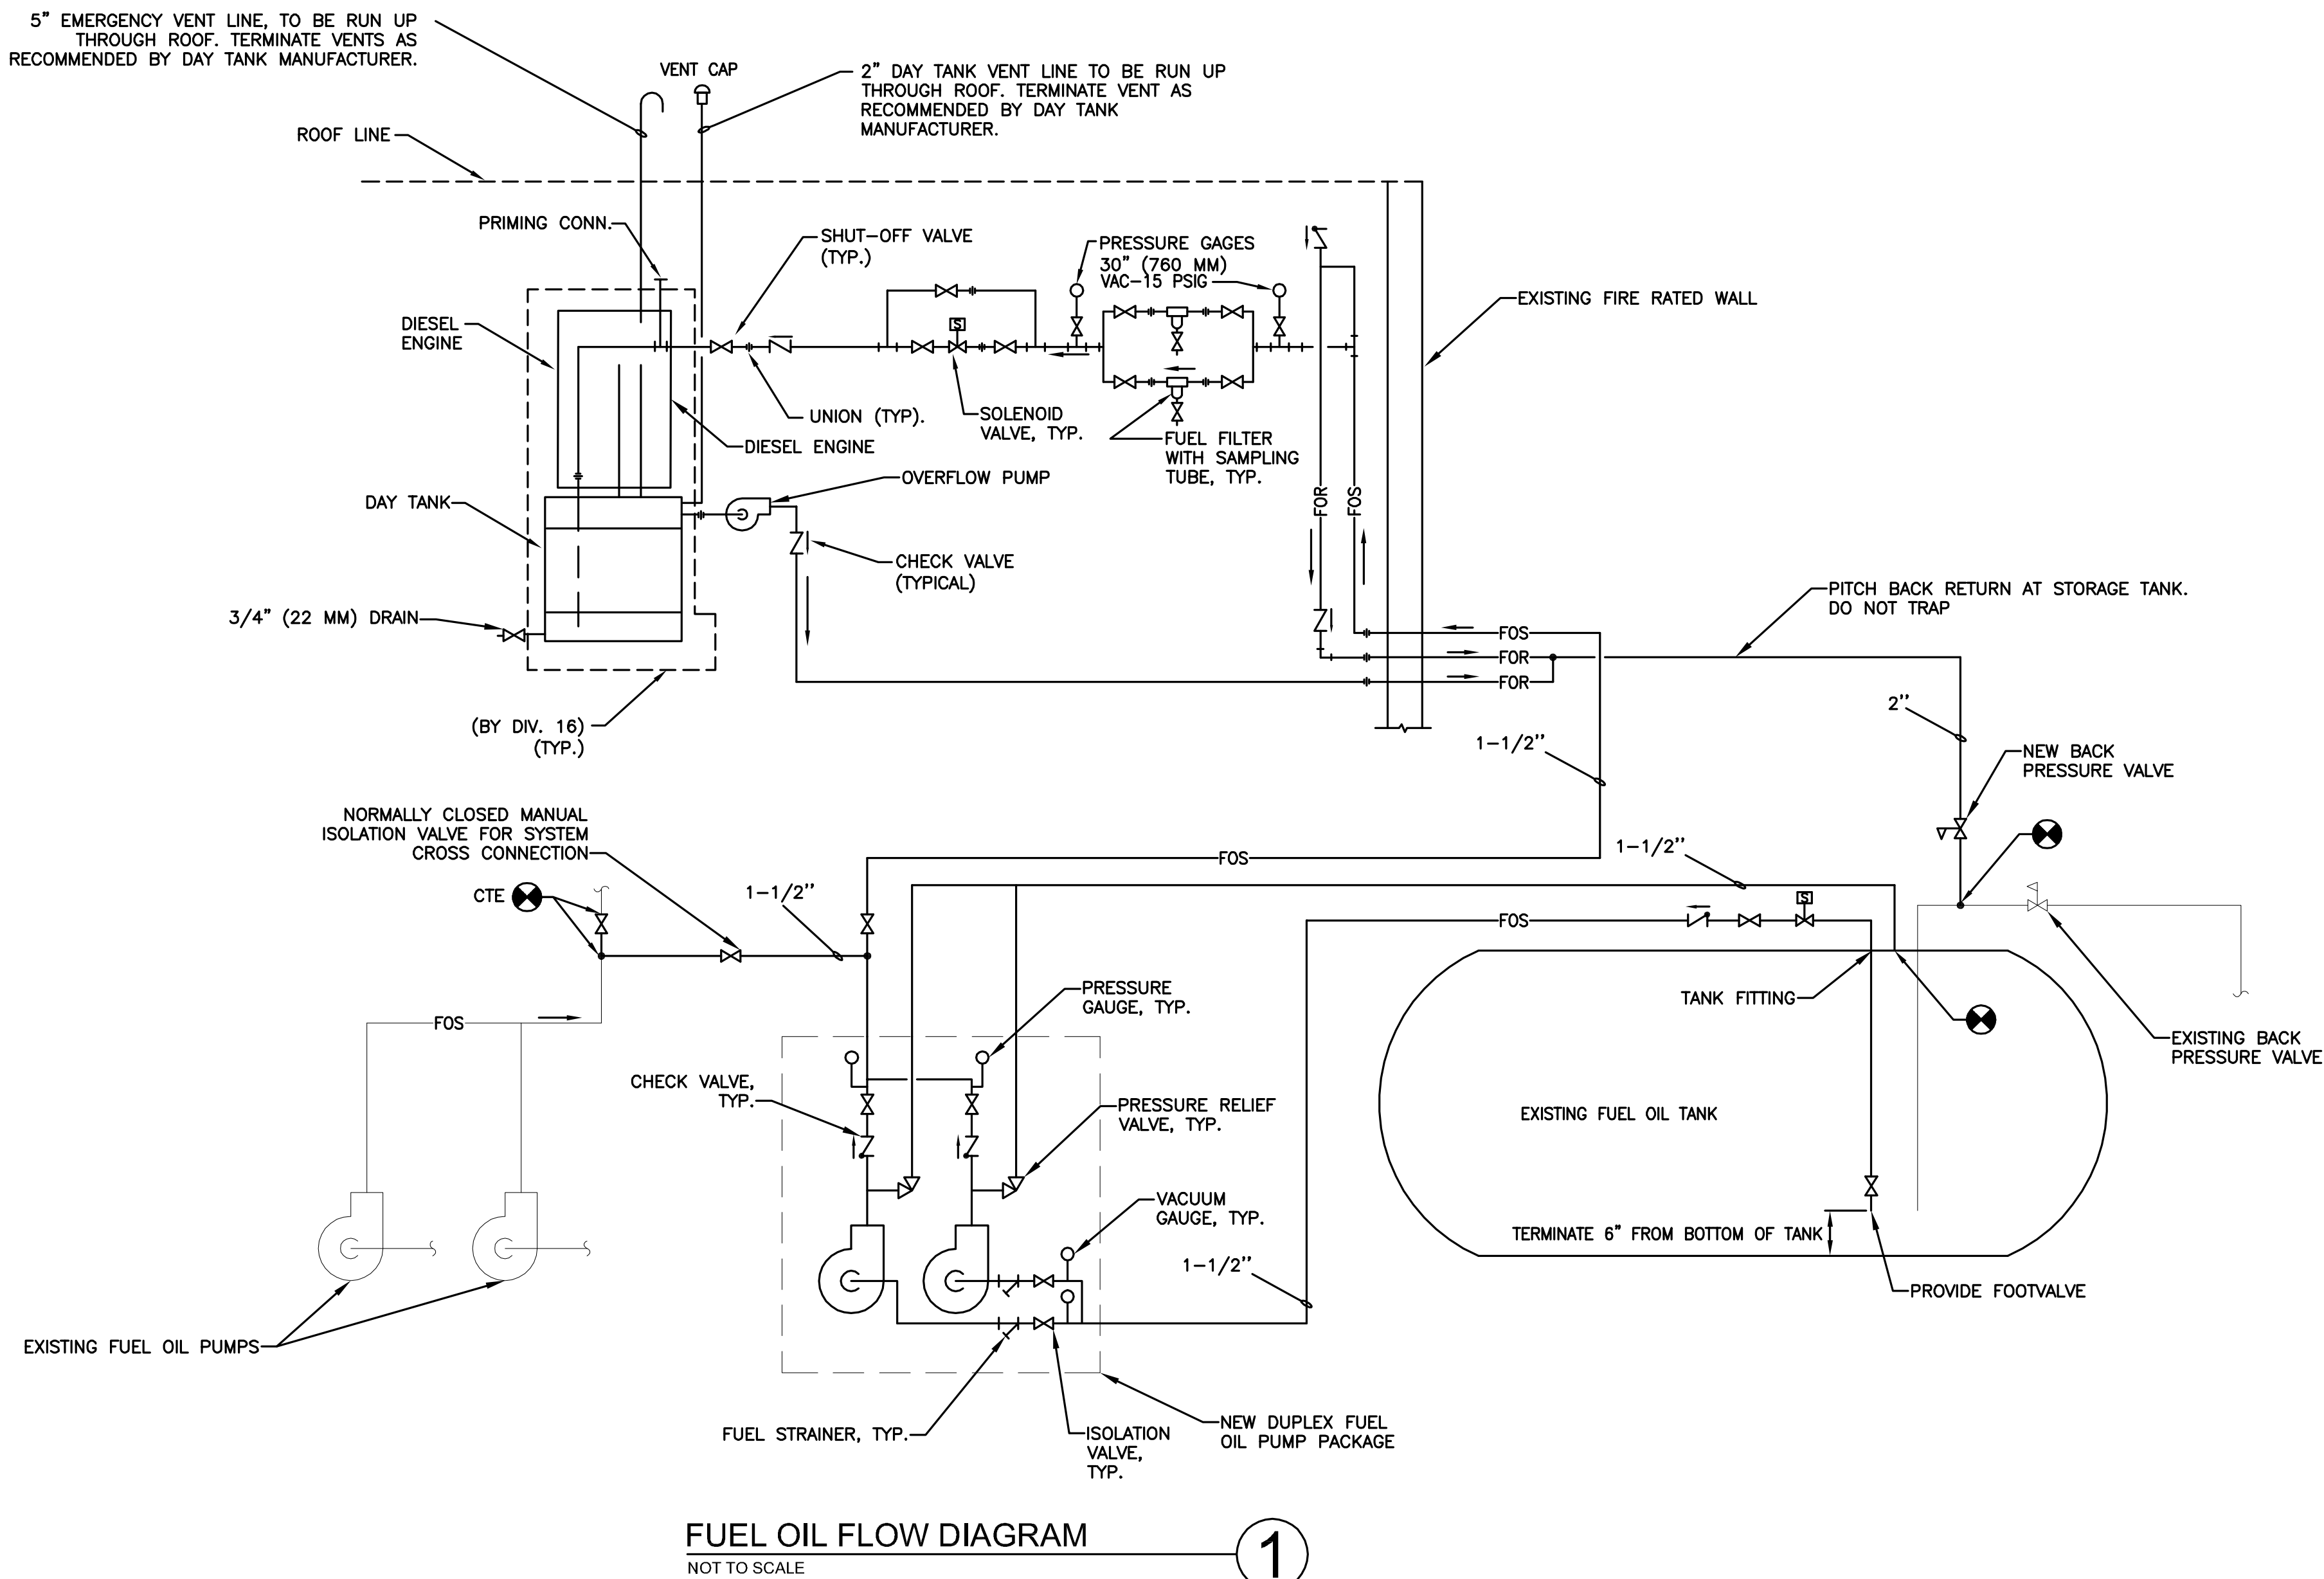 5” EMERGENCY VENT LINE, TO BE RUN UP
THROUGH ROOF. TERMINATE VENTS AS
RECOMMENDED BY DAY TANK MANUFACTURER.
VENT CAP
2” DAY TANK VENT LINE TO BE RUN UP
THROUGH ROOF. TERMINATE VENT AS
RECOMMENDED BY DAY TANK
MANUFACTURER.
ROOF LINE
PRIMING CONN.
SHUT-OFF VALVE
(TYP.)
PRESSURE GAGES
30” (760 MM)
VAC-15 PSIG
EXISTING FIRE RATED WALL
DIESEL
ENGINE
S
UNION (TYP).
SOLENOID
VALVE, TYP.
DIESEL ENGINE
FUEL FILTER
WITH SAMPLING
TUBE, TYP.
OVERFLOW PUMP
DAY TANK
FOR
FOS
CHECK VALVE
(TYPICAL)
3/4” (22 MM) DRAIN
PITCH BACK RETURN AT STORAGE TANK.
DO NOT TRAP
FOS
FOR
FOR
(BY DIV. 16)
(TYP.)
2’’
1-1/2’’
NEW BACK
PRESSURE VALVE
NORMALLY CLOSED MANUAL
ISOLATION VALVE FOR SYSTEM
CROSS CONNECTION
FOS
1-1/2’’
CTE
1-1/2’’
S
FOS
TANK FITTING
PRESSURE
GAUGE, TYP.
FOS
EXISTING BACK
PRESSURE VALVE
CHECK VALVE,
TYP.
PRESSURE RELIEF
VALVE, TYP.
EXISTING FUEL OIL TANK
VACUUM
GAUGE, TYP.
TERMINATE 6” FROM BOTTOM OF TANK
1-1/2’’
PROVIDE FOOTVALVE
EXISTING FUEL OIL PUMPS
FUEL STRAINER, TYP.
ISOLATION
VALVE,
TYP.
NEW DUPLEX FUEL
OIL PUMP PACKAGE
FUEL OIL FLOW DIAGRAM
1
NOT TO SCALE